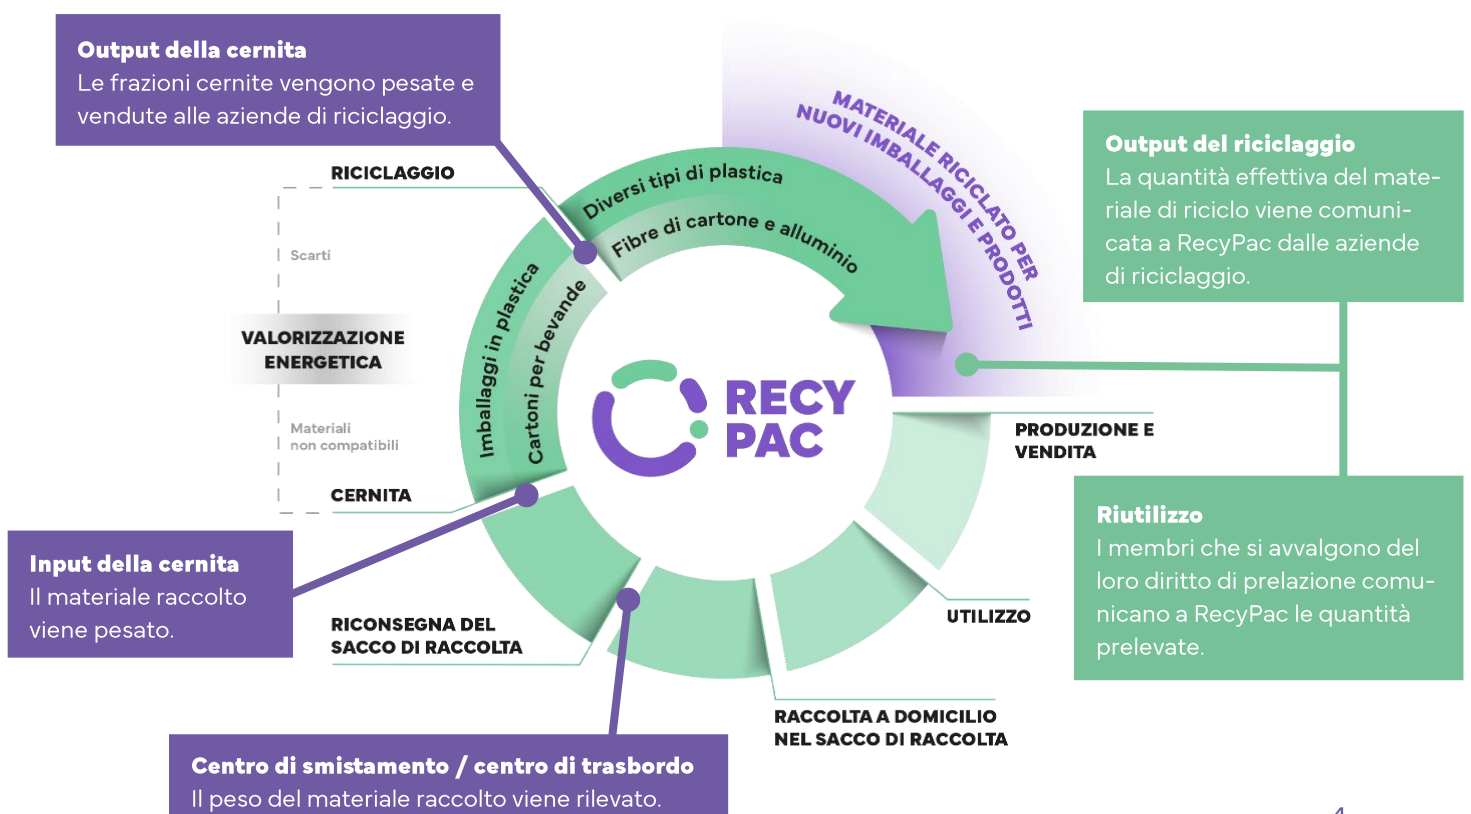 Output della cernita
Le frazioni cernite vengono pesate e
vendute alle aziende di riciclaggio.
MATERIALE RICICLATO PER
NUOVI IMBALLAGGI E PRODOTTI
Output del riciclaggio
La quantità effettiva del mate-
riale di riciclo viene comuni-
cata a RecyPac dalle aziende
di riciclaggio.
RICICLAGGIO
Diversi tipi di plastica
Fibre di cartone e alluminio
Scarti
VALORIZZAZIONE
ENERGETICA
Materiali
non compatibili
Imballaggi in plastica
Cartoni per bevande
RECY
PAC
PRODUZIONE E
VENDITA
CERNITA
Input della cernita
Il materiale raccolto
viene pesato.
Riutilizzo
I membri che si avvalgono del
loro diritto di prelazione comu-
nicano a RecyPac le quantità
prelevate.
RICONSEGNA DEL
SACCO DI RACCOLTA
UTILIZZO
RACCOLTA A DOMICILIO
NEL SACCO DI RACCOLTA
Centro di smistamento / centro di trasbordo
Il peso del materiale raccolto viene rilevato.